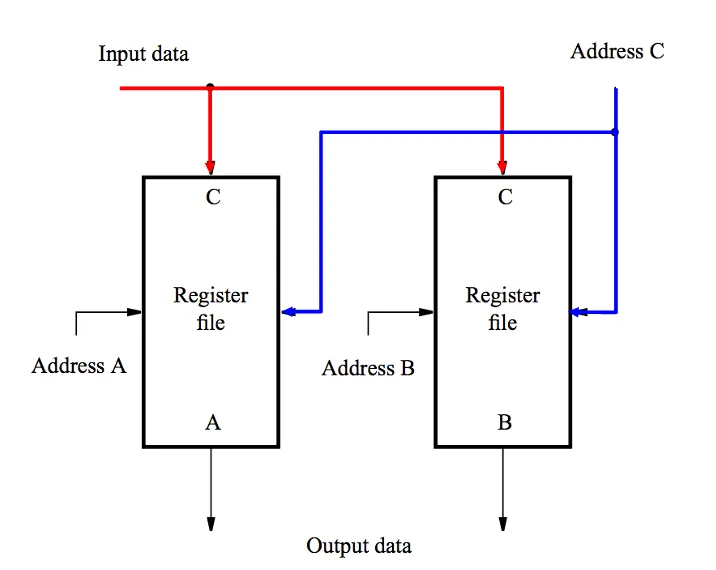 Input data
Address C
C
C
Register
file
Register
file
Address A
Address B
A
B
Output data